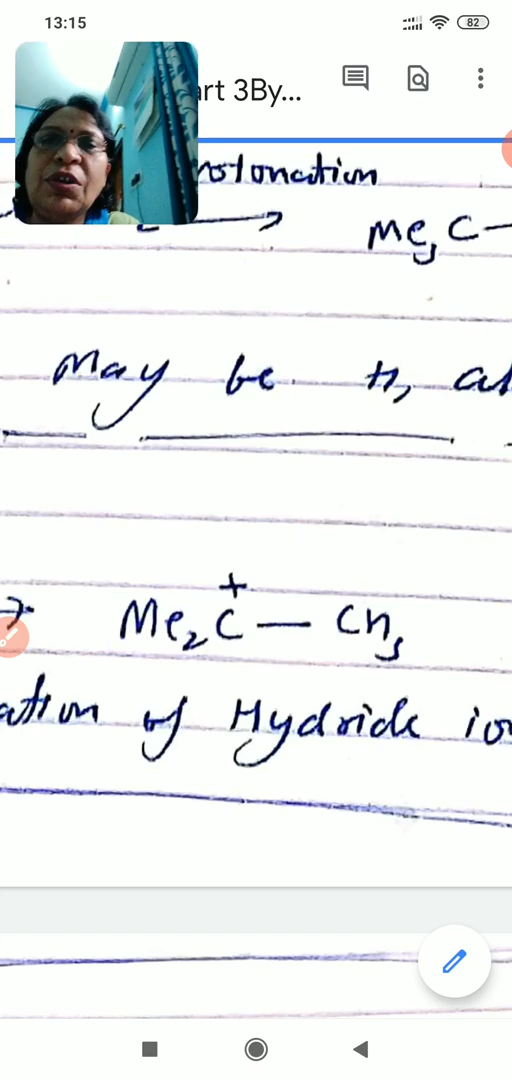 13:15
82
art 3By...
rotonation
→ Me₃C—
May be H, al
+
→ Me₂C — CH₃
ation of Hydride io